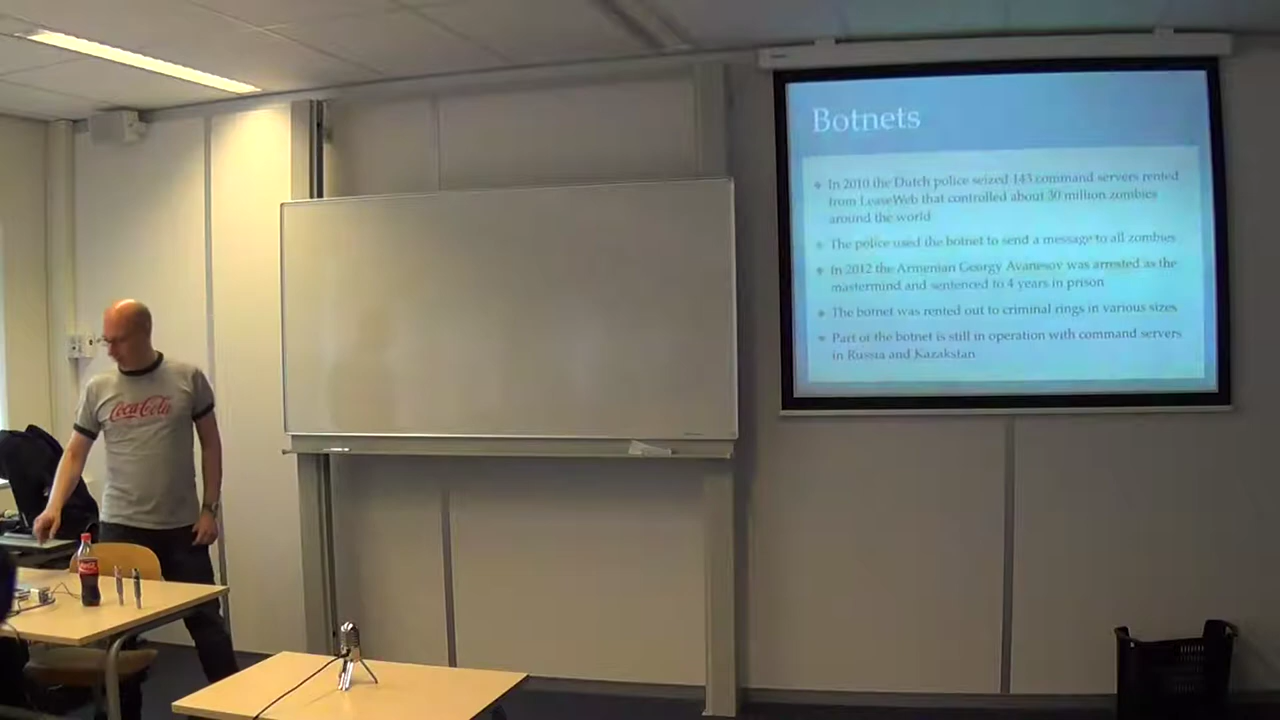 Botnets
In 2010 the Dutch police seized 143 command servers rented
from LeaseWeb that controlled about 30 million zombies
around the world
The police used the botnet to send a message to all zombies
In 2012 the Armenian Georgy Avanesov was arrested as the
mastermind and sentenced to 4 years in prison
The botnet was rented out to criminal rings in various sizes
Part of the botnet is still in operation with command servers
in Russia and Kazakstan
Coca-Cola